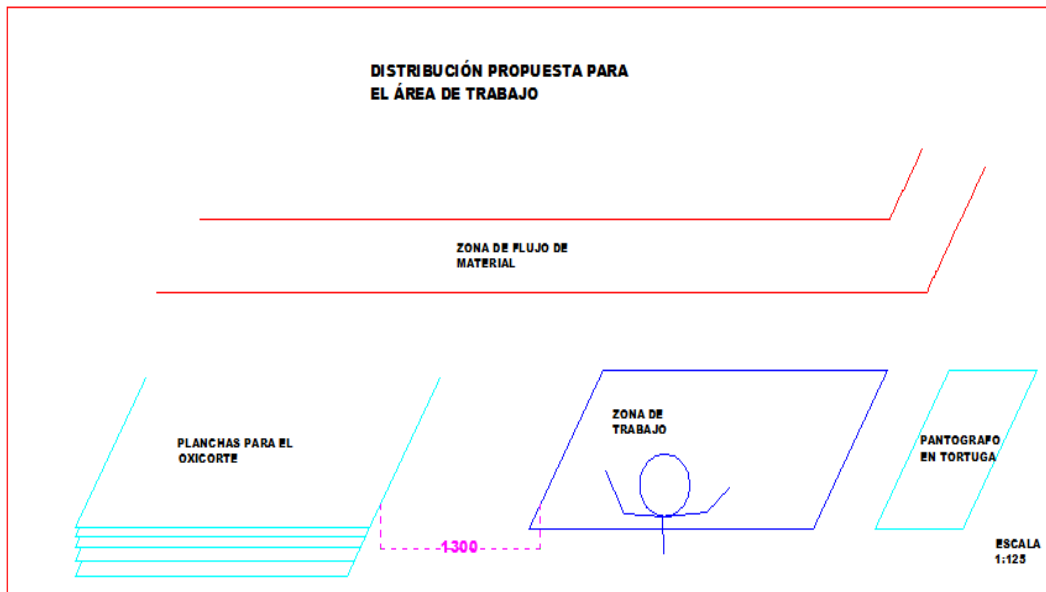 DISTRIBUCIÓN PROPUESTA PARA
EL ÁREA DE TRABAJO
ZONA DE FLUJO DE
MATERIAL
PLANCHAS PARA EL
OXICORTE
ZONA DE
TRABAJO
PANTOGRAFO
EN TORTUGA
1300
ESCALA
1:125